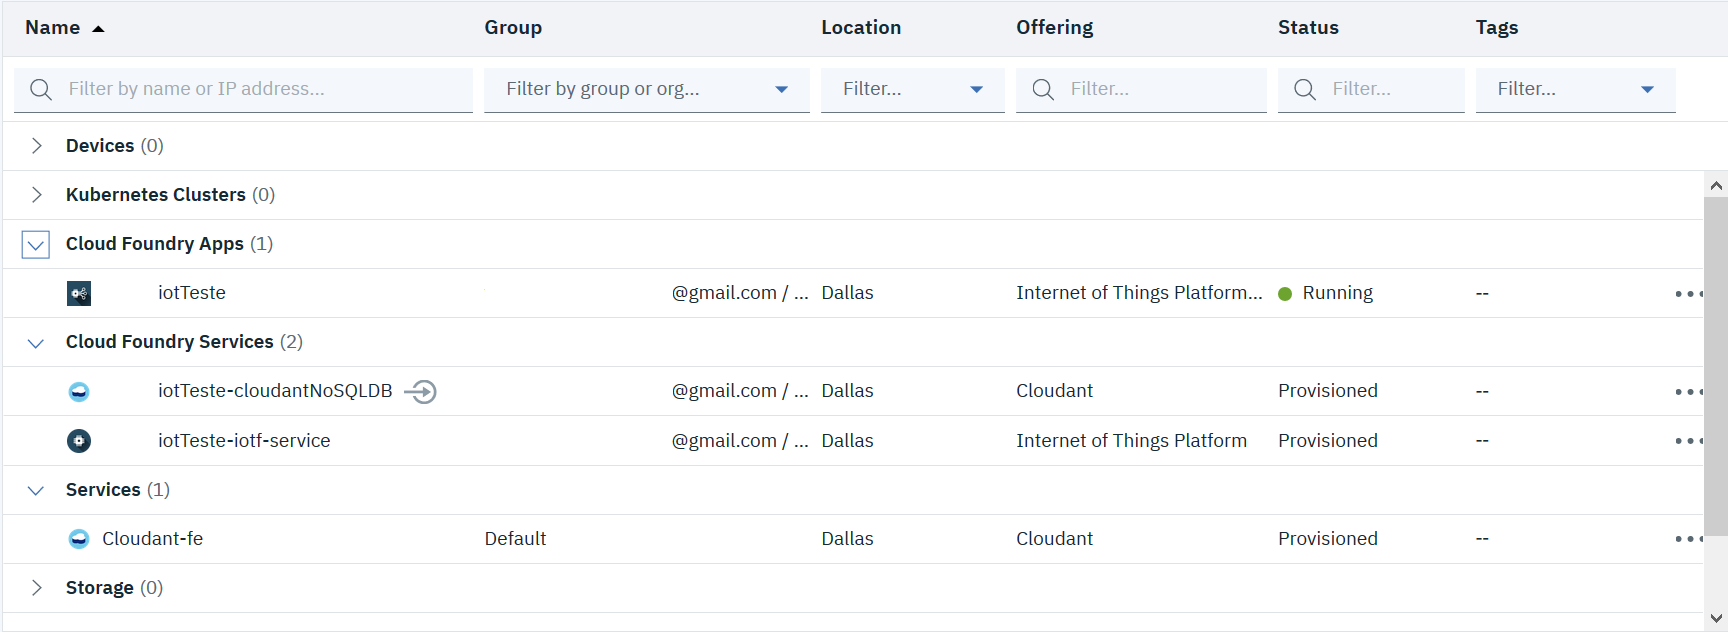 Name Group Location Offering Status Tags
Filter by name or IP address... Filter by group or org... Filter... Filter... Filter... Filter...
Devices (0)
Kubernetes Clusters (0)
Cloud Foundry Apps (1)
iotTeste @gmail.com / ... Dallas Internet of Things Platform... Running --
Cloud Foundry Services (2)
iotTeste-cloudantNoSQLDB @gmail.com / ... Dallas Cloudant Provisioned --
iotTeste-iotf-service @gmail.com / ... Dallas Internet of Things Platform Provisioned --
Services (1)
Cloudant-fe Default Dallas Cloudant Provisioned --
Storage (0)